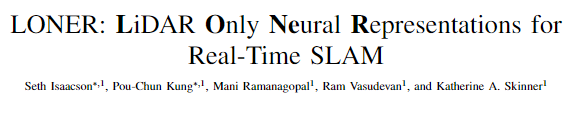 LONER: LiDAR Only Neural Representations for
Real-Time SLAM
Seth Isaacson*,1, Pou-Chun Kung*,1, Mani Ramanagopal1, Ram Vasudevan1, and Katherine A. Skinner1